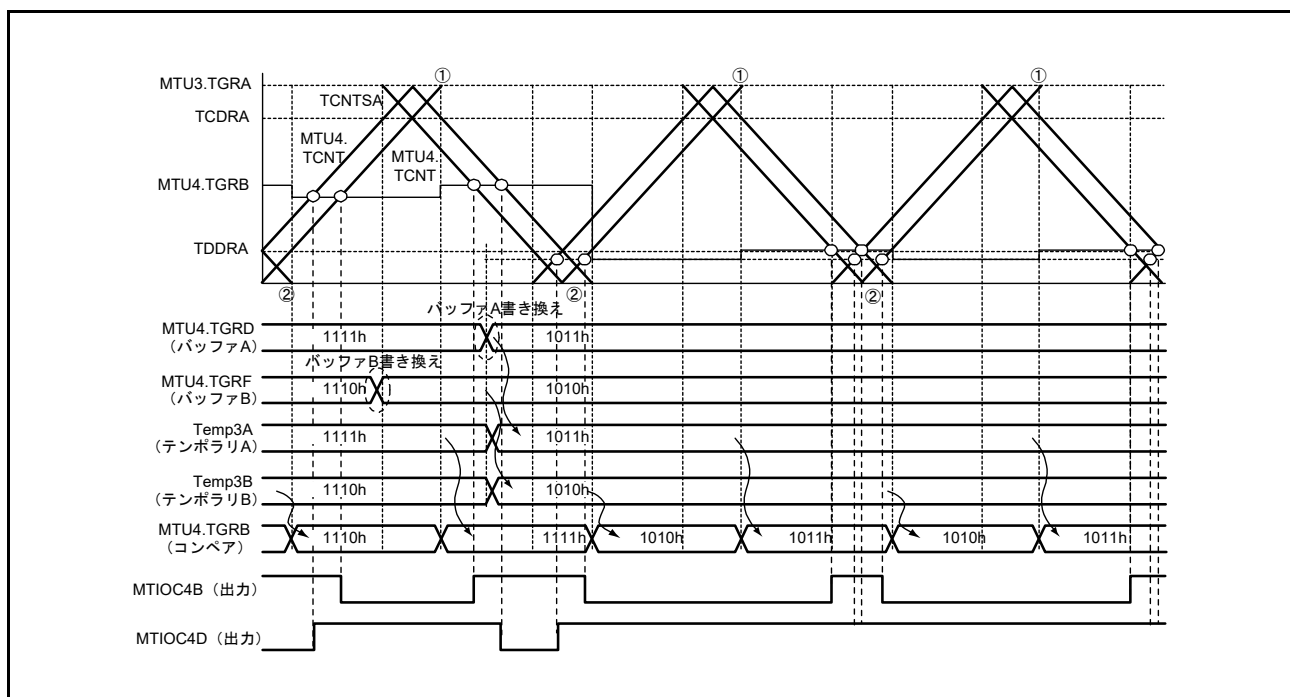 MTU3.TGRA
① ① ①
TCNTSA
TCDRA
MTU4.
TCNT
MTU4.
TCNT
MTU4.TGRB
TDDRA
② ② ②
バッファA書き換え
MTU4.TGRD
(バッファA)
1111h 1011h
バッファB書き換え
MTU4.TGRF
(バッファB)
1110h 1010h
Temp3A
(テンポラリA)
1111h 1011h
Temp3B
(テンポラリB)
1110h 1010h
MTU4.TGRB
(コンペア)
1110h 1111h 1010h 1011h 1010h 1011h
MTIOC4B(出力)
MTIOC4D(出力)